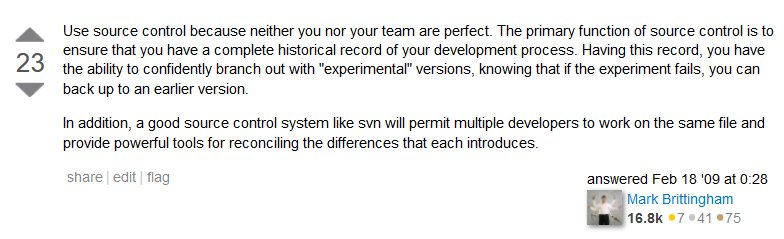 Use source control because neither you nor your team are perfect. The primary function of source control is to
ensure that you have a complete historical record of your development process. Having this record, you have
the ability to confidently branch out with "experimental" versions, knowing that if the experiment fails, you can
back up to an earlier version.
23
In addition, a good source control system like svn will permit multiple developers to work on the same file and
provide powerful tools for reconciling the differences that each introduces.
share | edit | flag
answered Feb 18 '09 at 0:28
Mark Brittingham
16.8k ●7 ●41 ●75